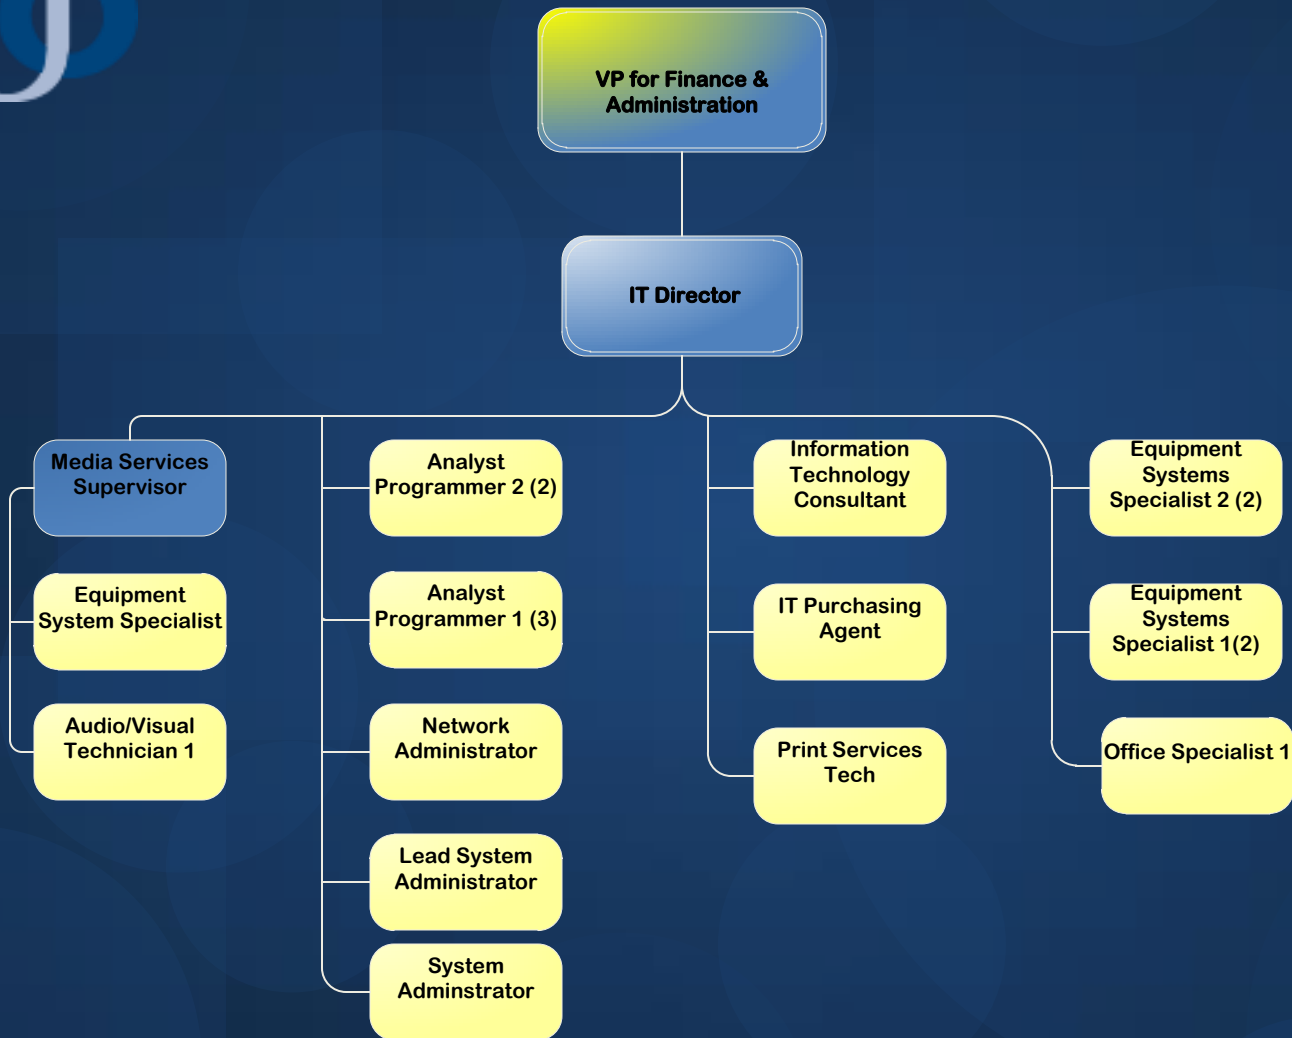 VP for Finance &
Administration
IT Director
Media Services
Supervisor
Equipment
System Specialist
Audio/Visual
Technician 1
Analyst
Programmer 2 (2)
Analyst
Programmer 1 (3)
Network
Administrator
Lead System
Administrator
System
Adminstrator
Information
Technology
Consultant
IT Purchasing
Agent
Print Services
Tech
Equipment
Systems
Specialist 2 (2)
Equipment
Systems
Specialist 1(2)
Office Specialist 1